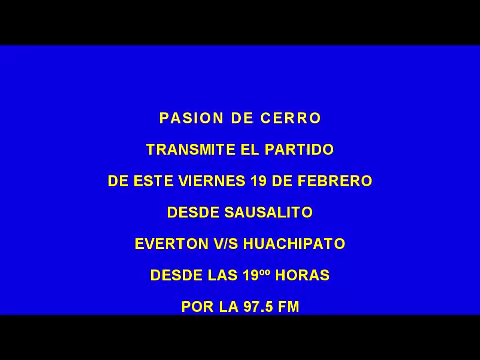 PASION DE CERRO
TRANSMITE EL PARTIDO
DE ESTE VIERNES 19 DE FEBRERO
DESDE SAUSALITO
EVERTON V/S HUACHIPATO
DESDE LAS 19ºº HORAS
POR LA 97.5 FM